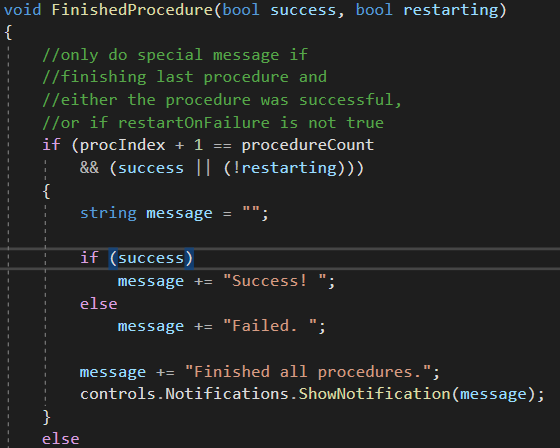 void FinishedProcedure(bool success, bool restarting)
{
//only do special message if
//finishing last procedure and
//either the procedure was successful,
//or if restartOnFailure is not true
if (procIndex + 1 == procedureCount
&& (success || (!restarting)))
{
string message = "";
if (success)
message += "Success! ";
else
message += "Failed. ";
message += "Finished all procedures.";
controls.Notifications.ShowNotification(message);
}
else